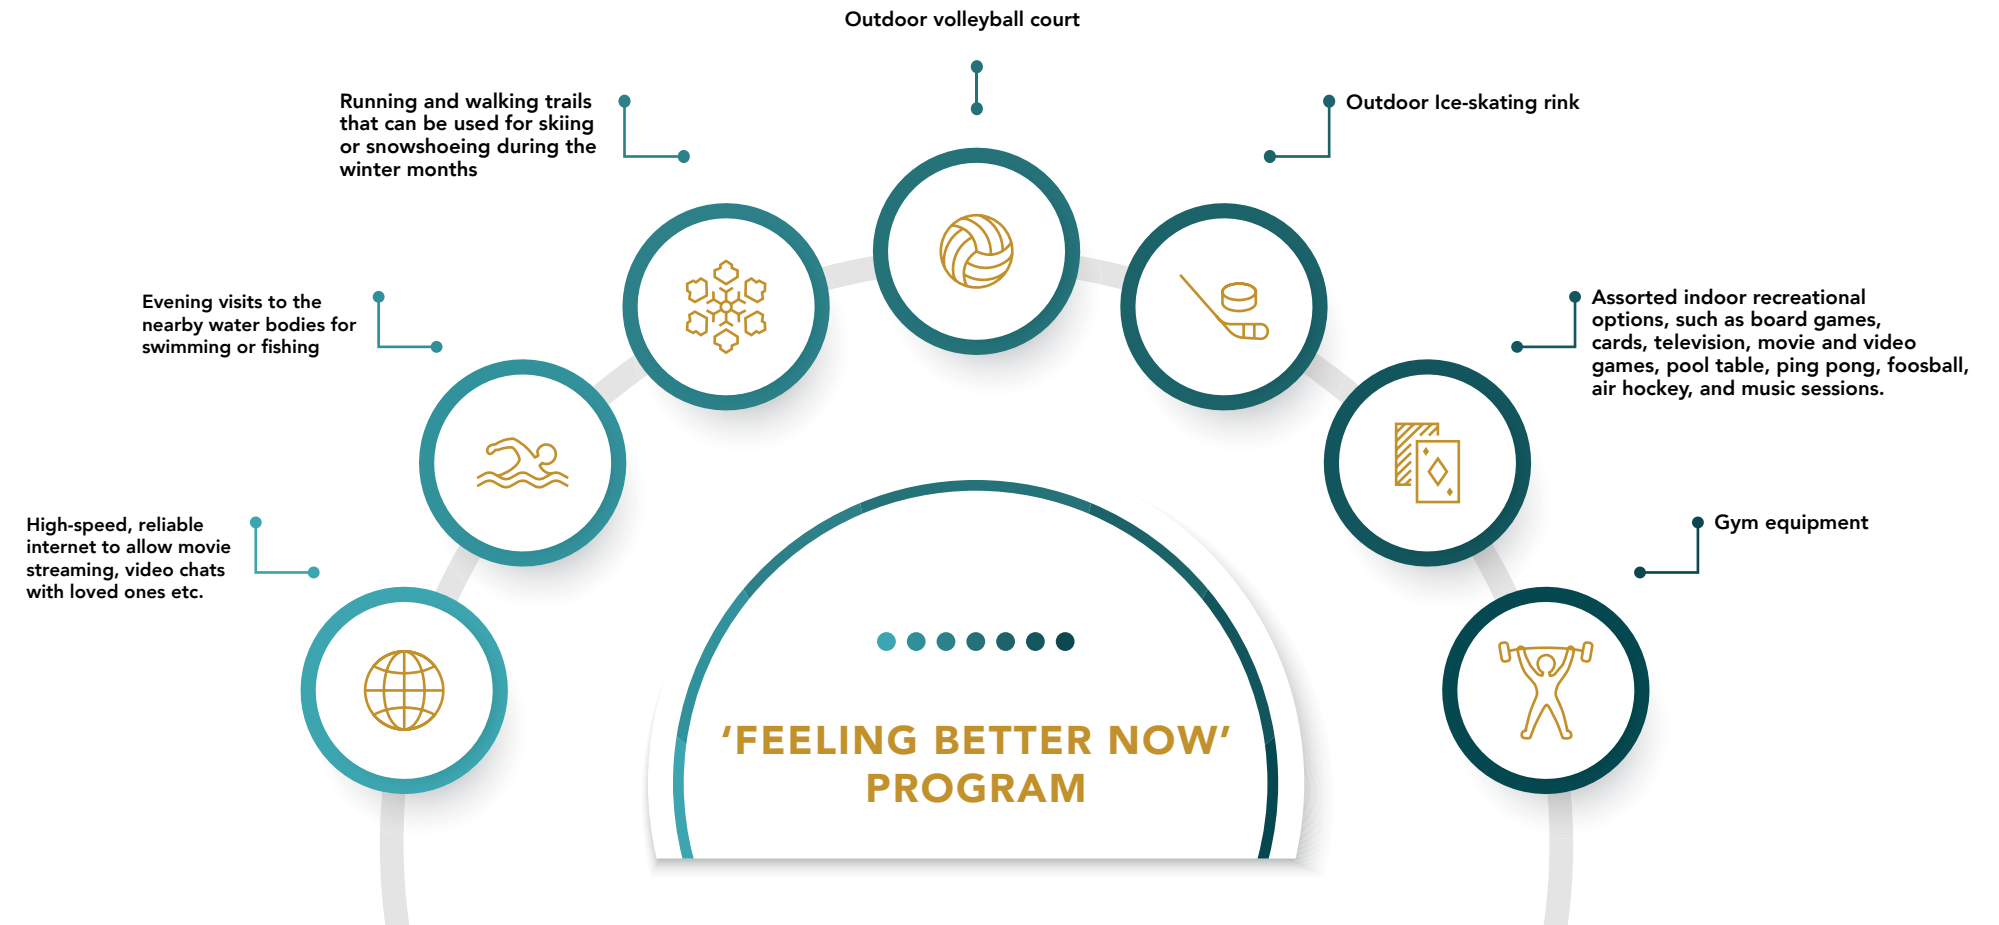 Outdoor volleyball court
Running and walking trails
that can be used for skiing
or snowshoeing during the
winter months
Outdoor Ice-skating rink
Evening visits to the
nearby water bodies for
swimming or fishing
Assorted indoor recreational
options, such as board games,
cards, television, movie and video
games, pool table, ping pong, foosball,
air hockey, and music sessions.
High-speed, reliable
internet to allow movie
streaming, video chats
with loved ones etc.
Gym equipment
‘FEELING BETTER NOW’
PROGRAM